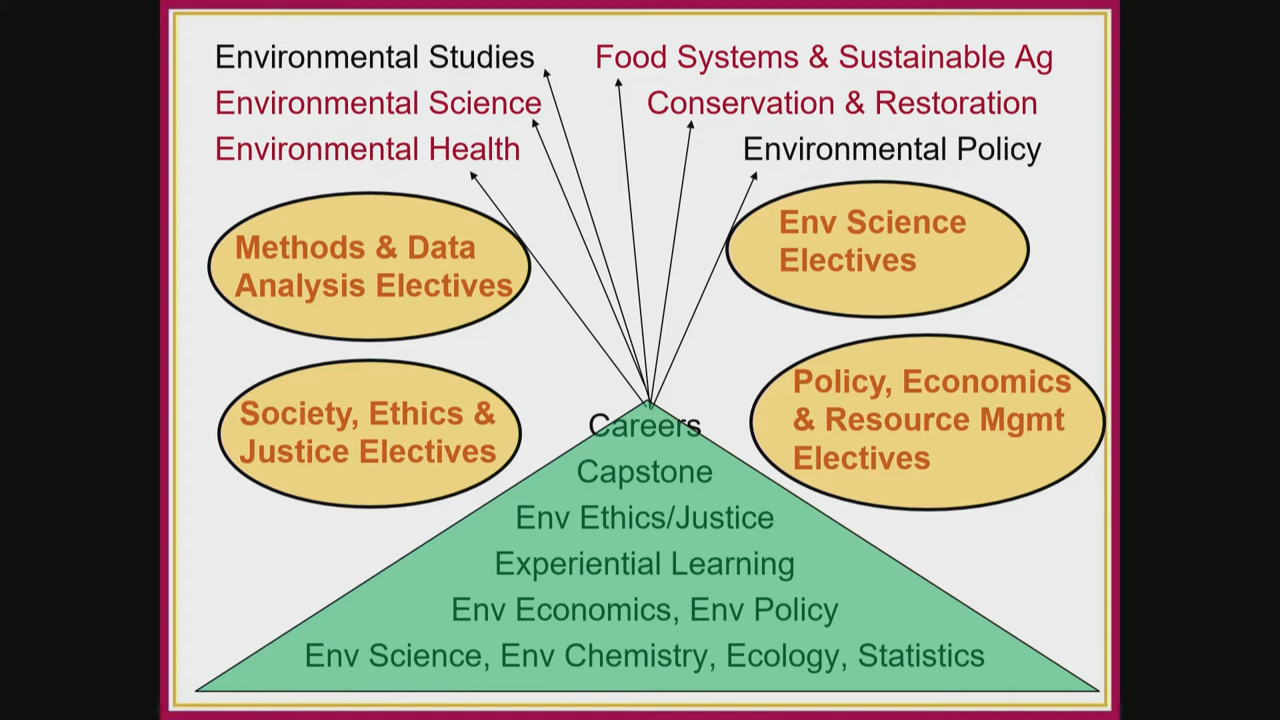 Environmental Studies
Environmental Science
Environmental Health
Food Systems & Sustainable Ag
Conservation & Restoration
Environmental Policy
Methods & Data
Analysis Electives
Env Science
Electives
Society, Ethics &
Justice Electives
Policy, Economics
& Resource Mgmt
Electives
Careers
Capstone
Env Ethics/Justice
Experiential Learning
Env Economics, Env Policy
Env Science, Env Chemistry, Ecology, Statistics